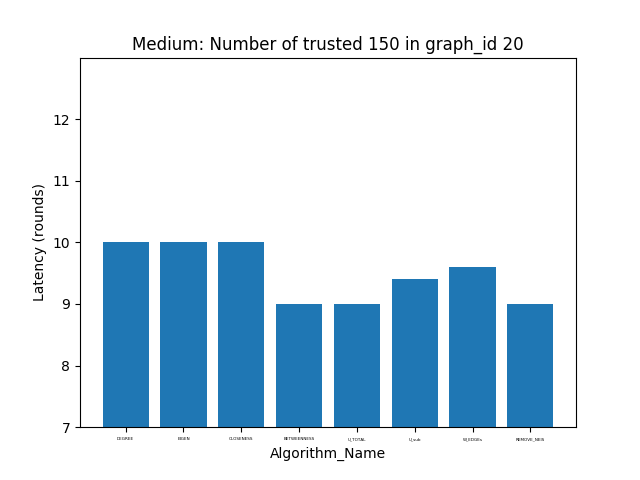 Medium: Number of trusted 150 in graph_id 20
Latency (rounds)
12
11
10
9
8
7
DEGREE EIGEN CLOSENESS BETWEENNESS U_TOTAL U_sub W_EDGEs REMOVE_NEIS
Algorithm_Name